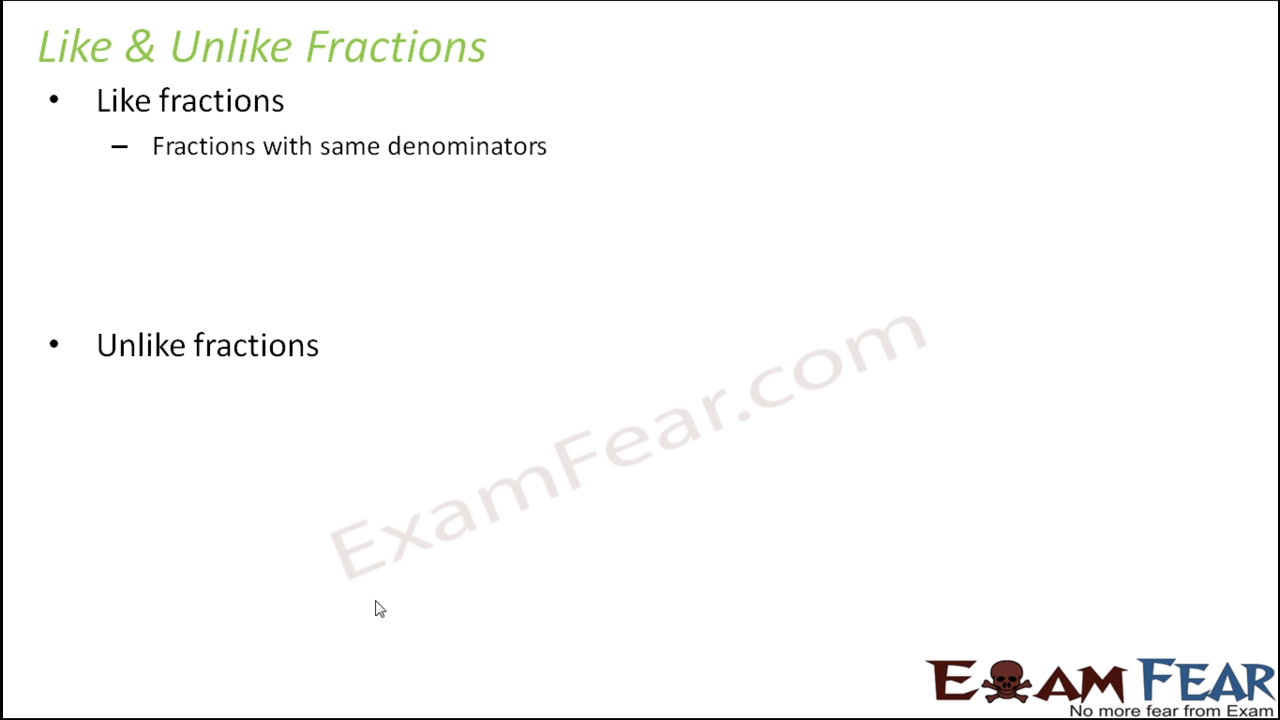 Like & Unlike Fractions
• Like fractions
– Fractions with same denominators
• Unlike fractions
ExamFear.com
EXAM FEAR
No more fear from Exam